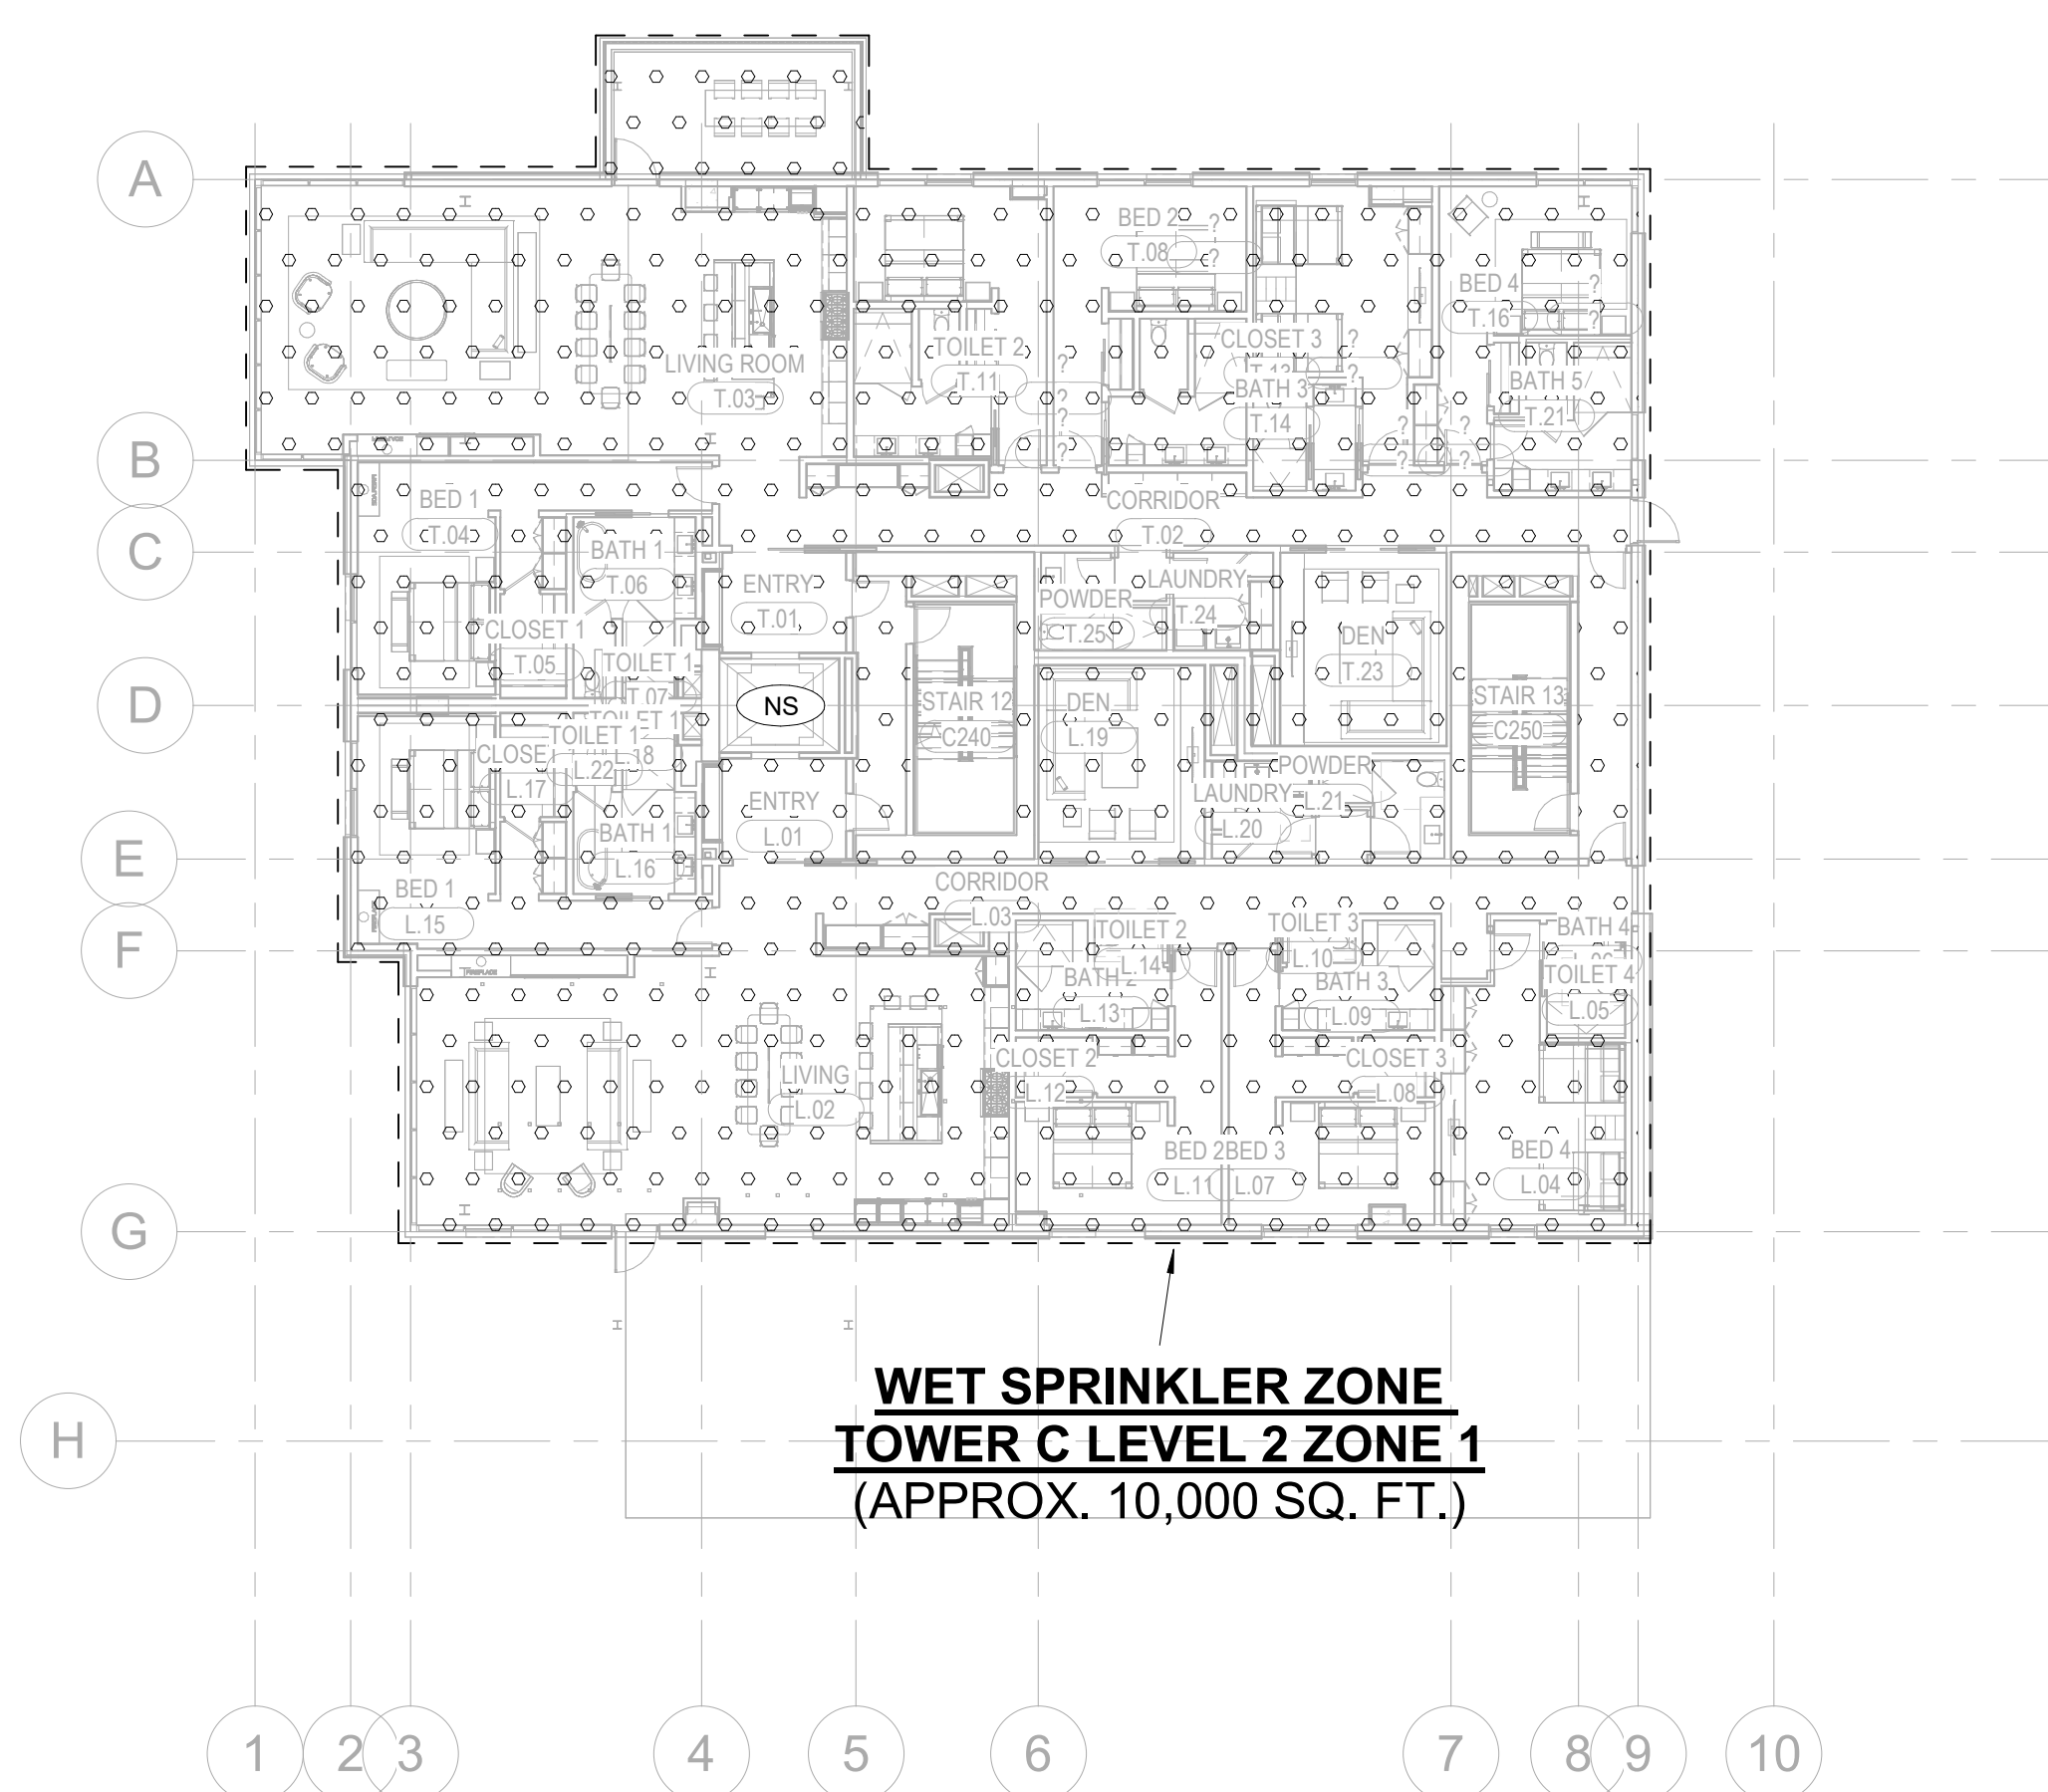 A
BED 2
T.08
?
?
BED 4
T.16
?
?
LIVING ROOM
T.03
TOILET 2
T.11
?
?
?
?
CLOSET 3
?
?
BATH 3
T.14
BATH 5
T.21
?
?
?
?
B
BED 1
T.04
CORRIDOR
T.02
C
BATH 1
T.06
ENTRY
T.01
LAUNDRY
T.24
POWDER
T.25
CLOSET 1
T.05
TOILET 1
T.07
DEN
T.23
D
NS
STAIR 12
C240
DEN
L.19
STAIR 13
C250
TOILET 1
TOILET 1
L.18
L.22
L.17
ENTRY
L.01
POWDER
L.21
LAUNDRY
L.20
E
BATH 1
L.16
BED 1
L.15
FIREPLACE
CORRIDOR
L.03
F
TOILET 2
L.14
TOILET 3
L.10
BATH 4
BATH 2
L.13
BATH 3
L.09
TOILET 4
L.05
FIREPLACE
LIVING
L.02
CLOSET 2
L.12
CLOSET 3
L.08
BED 2
L.11
BED 3
L.07
BED 4
L.04
G
WET SPRINKLER ZONE
TOWER C LEVEL 2 ZONE 1
(APPROX. 10,000 SQ. FT.)
H
1 2 3 4 5 6 7 8 9 10